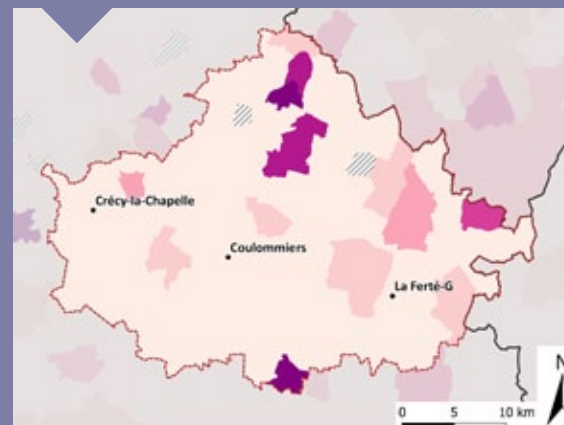 Crécy-la-Chapelle
Coulommiers
La Ferté-G
N
0 5 10 km